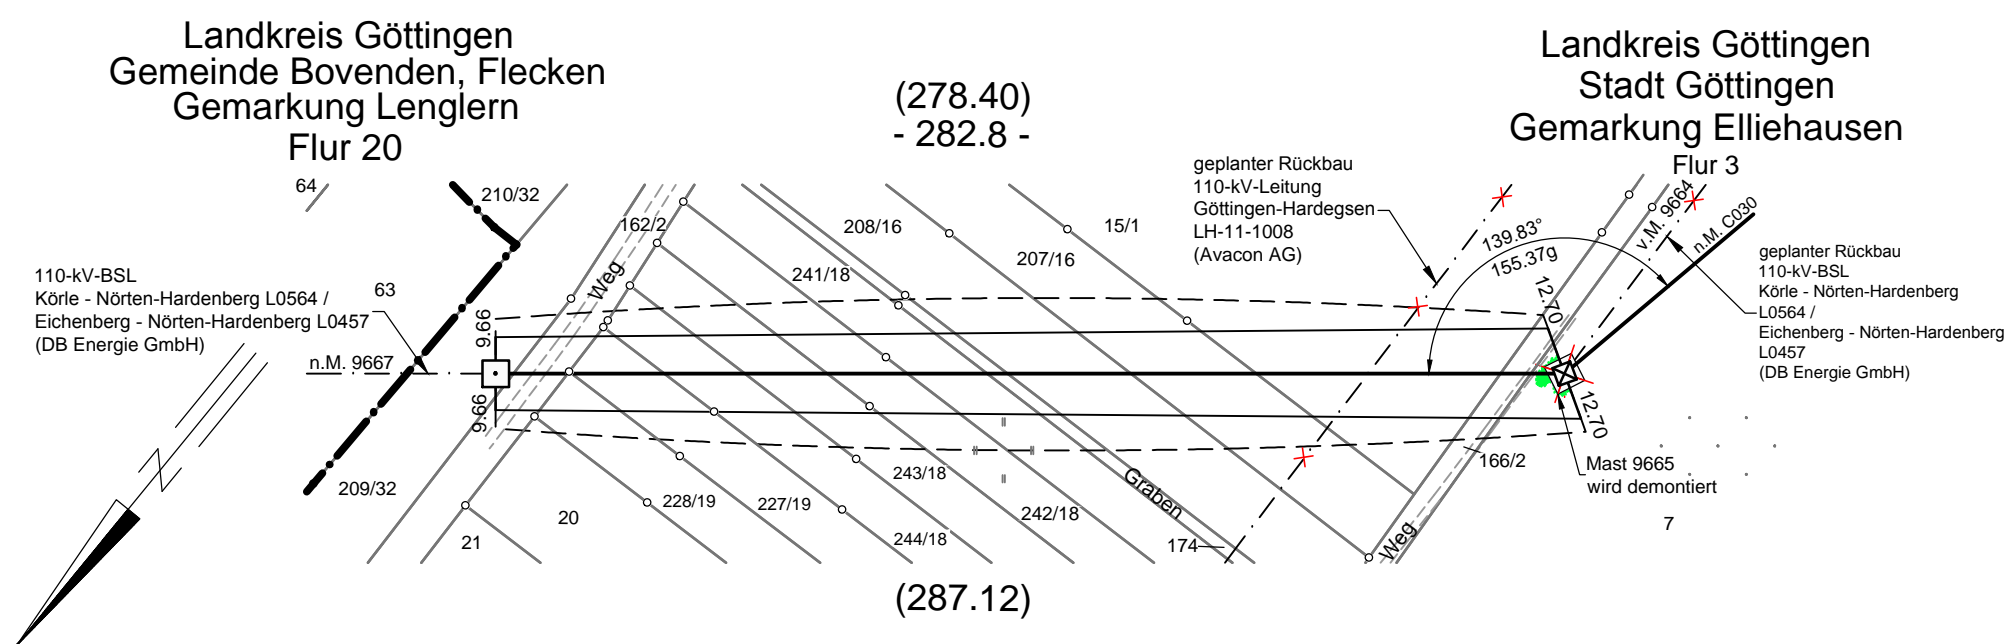 Landkreis Göttingen
Gemeinde Bovenden, Flecken
Gemarkung Lenglern
Flur 20
(278.40)
- 282.8 -
Landkreis Göttingen
Stadt Göttingen
Gemarkung Elliehausen
Flur 3
geplanter Rückbau
110-kV-Leitung
Göttingen-Hardegsen
LH-11-1008
(Avacon AG)
64
210/32
162/2
Weg
208/16
15/1
241/18
207/16
139.83°
155.37g
v.M. 9664
n.M. C030
geplanter Rückbau
110-kV-BSL
Körle - Nörten-Hardenberg
L0564 /
Eichenberg - Nörten-Hardenberg
L0457
(DB Energie GmbH)
110-kV-BSL
Körle - Nörten-Hardenberg L0564 /
Eichenberg - Nörten-Hardenberg L0457
(DB Energie GmbH)
63
n.M. 9667
9.66
9.66
12.70
12.70
209/32
21
20
228/19
227/19
243/18
244/18
242/18
Graben
174
Weg
166/2
Mast 9665
wird demontiert
7
(287.12)